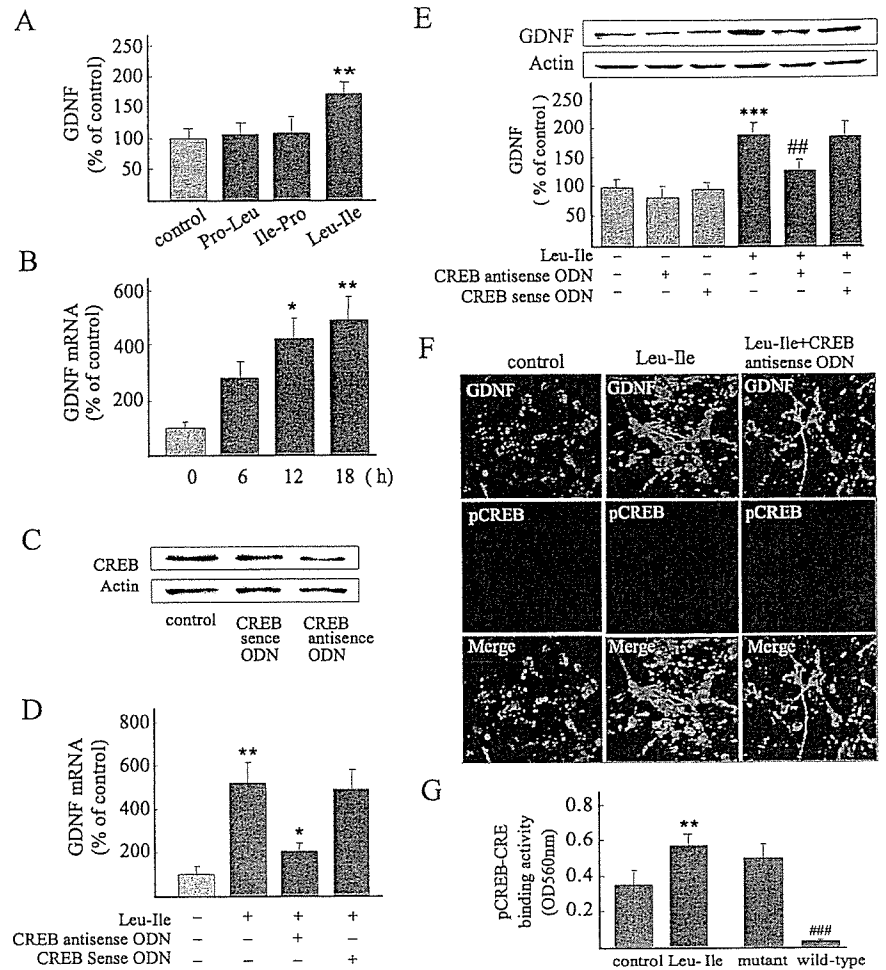 A
GDNF
(% of control)
250
200
150
100
50
**
control
Pro-Leu
Ile-Pro
Leu-Ile
B
GDNF mRNA
(% of control)
600
400
200
*
**
0 6 12 18 (h)
C
CREB
Actin
control
CREB
sence
ODN
CREB
antisence
ODN
D
GDNF mRNA
(% of control)
800
600
400
200
**
*
Leu-Ile − + + +
CREB antisense ODN − − + −
CREB Sense ODN − − − +
E
GDNF
Actin
GDNF
( % of control)
250
200
150
100
50
***
##
Leu-Ile − − − + + +
CREB antisense ODN − + − − + −
CREB sense ODN − − + − − +
F
control
Leu-Ile
Leu-Ile+CREB
antisense ODN
GDNF GDNF GDNF
pCREB pCREB pCREB
Merge Merge Merge
G
pCREB-CRE
binding activity
(OD560nm)
0.8
0.6
0.4
0.2
**
###
control Leu- Ile mutant wild-type